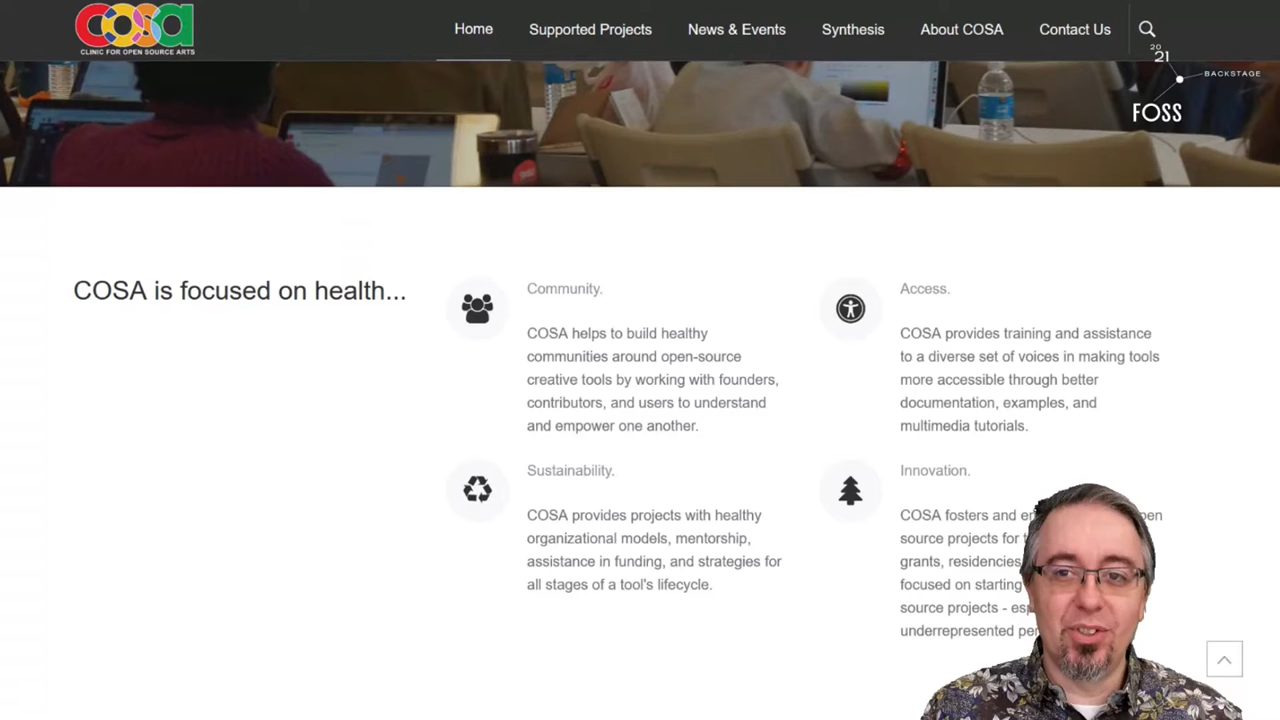 COSA
CLINIC FOR OPEN SOURCE ARTS
Home
Supported Projects
News & Events
Synthesis
About COSA
Contact Us
20
21
BACKSTAGE
FOSS
COSA is focused on health...
Community.
COSA helps to build healthy
communities around open-source
creative tools by working with founders,
contributors, and users to understand
and empower one another.
Access.
COSA provides training and assistance
to a diverse set of voices in making tools
more accessible through better
documentation, examples, and
multimedia tutorials.
Sustainability.
COSA provides projects with healthy
organizational models, mentorship,
assistance in funding, and strategies for
all stages of a tool's lifecycle.
Innovation.
COSA fosters and
source projects for
grants, residencies
focused on starting
source projects -
underrepresented